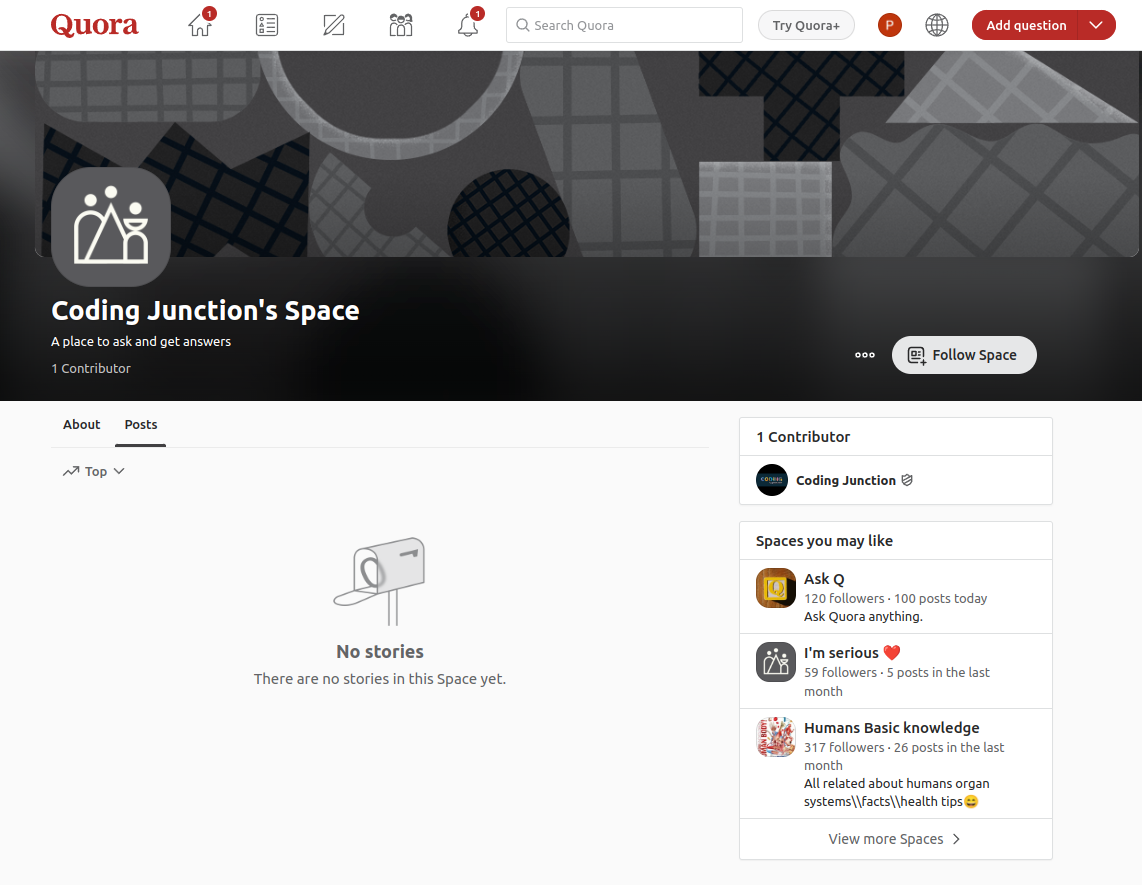 Quora
1
1
Search Quora
Try Quora+
P
Add question
Coding Junction's Space
A place to ask and get answers
1 Contributor
Follow Space
About
Posts
Top
No stories
There are no stories in this Space yet.
1 Contributor
CODING
Coding Junction
Spaces you may like
Ask Q
120 followers · 100 posts today
Ask Quora anything.
I'm serious ❤️
59 followers · 5 posts in the last
month
Humans Basic knowledge
317 followers · 26 posts in the last
month
All related about humans organ
systems\\facts\\health tips😄
View more Spaces